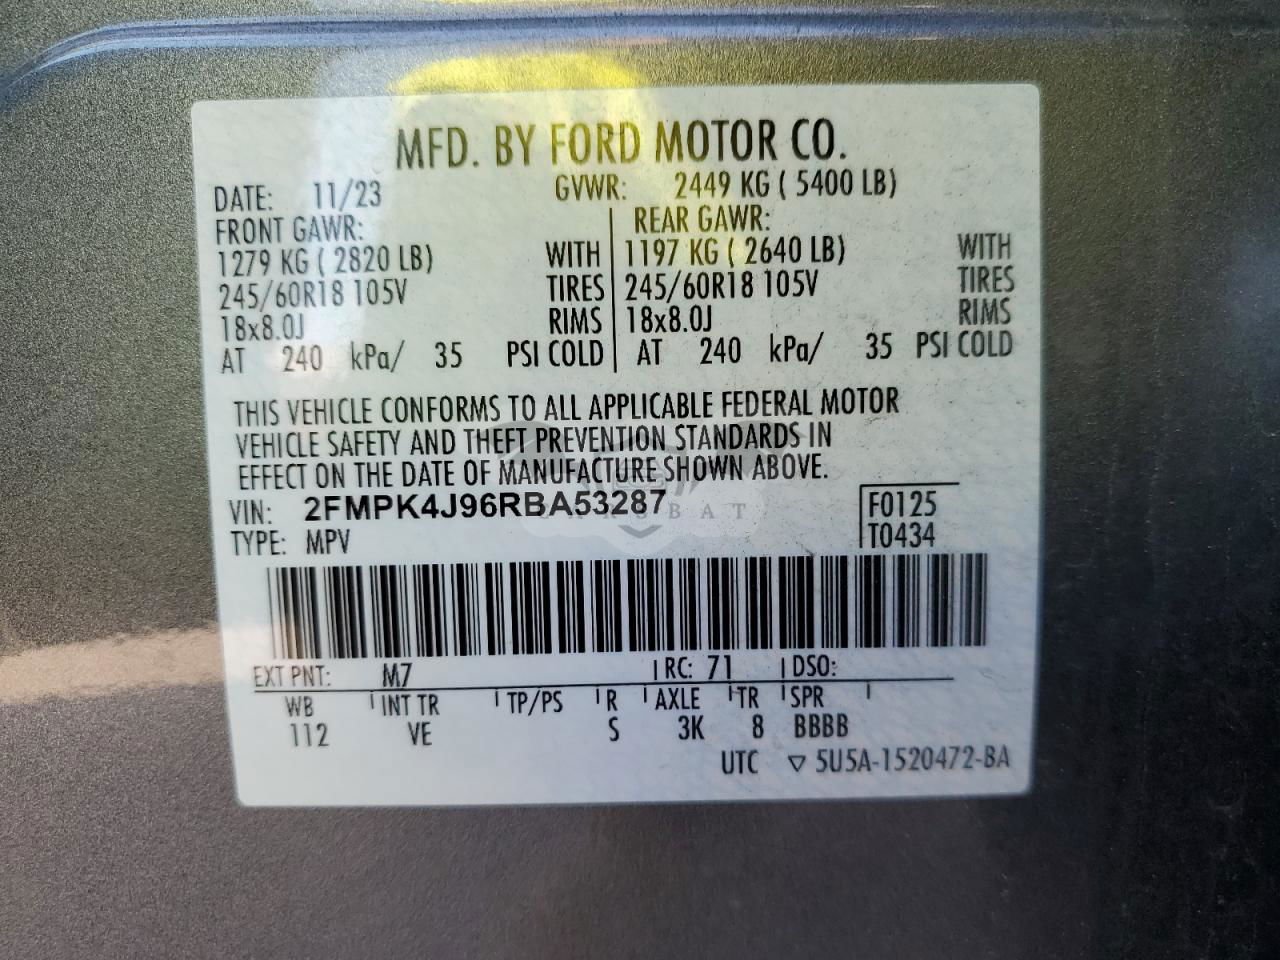 MFD. BY FORD MOTOR CO.
DATE: 11/23 GVWR: 2449 KG ( 5400 LB)
FRONT GAWR: REAR GAWR:
1279 KG ( 2820 LB) WITH 1197 KG ( 2640 LB) WITH
245/60R18 105V TIRES 245/60R18 105V TIRES
18x8.0J RIMS 18x8.0J RIMS
AT 240 kPa/ 35 PSI COLD AT 240 kPa/ 35 PSI COLD
THIS VEHICLE CONFORMS TO ALL APPLICABLE FEDERAL MOTOR
VEHICLE SAFETY AND THEFT PREVENTION STANDARDS IN
EFFECT ON THE DATE OF MANUFACTURE SHOWN ABOVE.
VIN: 2FMPK4J96RBA53287 F0125
TYPE: MPV T0434
EXT PNT: M7 RC: 71 DSO:
WB INT TR TP/PS R AXLE TR SPR
112 VE S 3K 8 BBBB
UTC ▽ 5U5A-1520472-BA